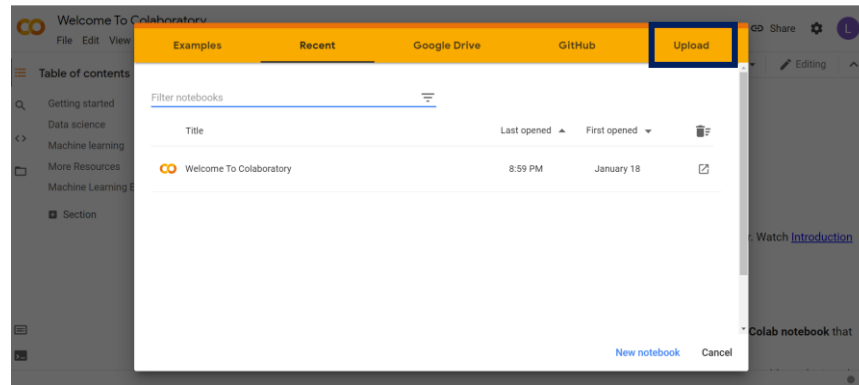 Welcome To Colaboratory
File Edit View
Share
L
Examples Recent Google Drive GitHub Upload
Editing
Table of contents
Getting started
Data science
Machine learning
More Resources
Machine Learning E
Section
Filter notebooks
Title Last opened First opened
Welcome To Colaboratory 8:59 PM January 18
. Watch Introduction
Colab notebook that
New notebook Cancel